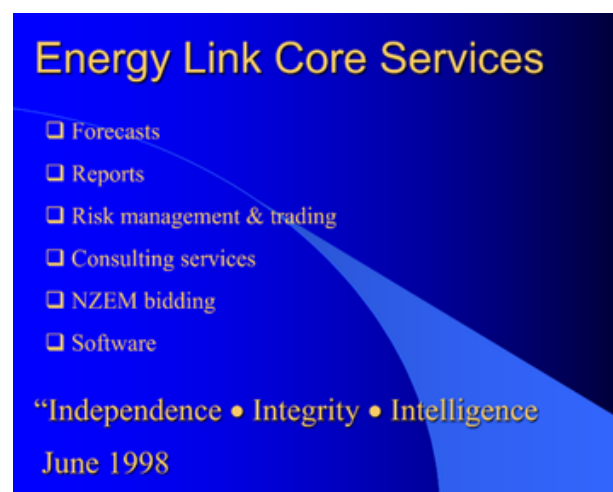 Energy Link Core Services
❑ Forecasts
❑ Reports
❑ Risk management & trading
❑ Consulting services
❑ NZEM bidding
❑ Software
“Independence ● Integrity ● Intelligence
June 1998